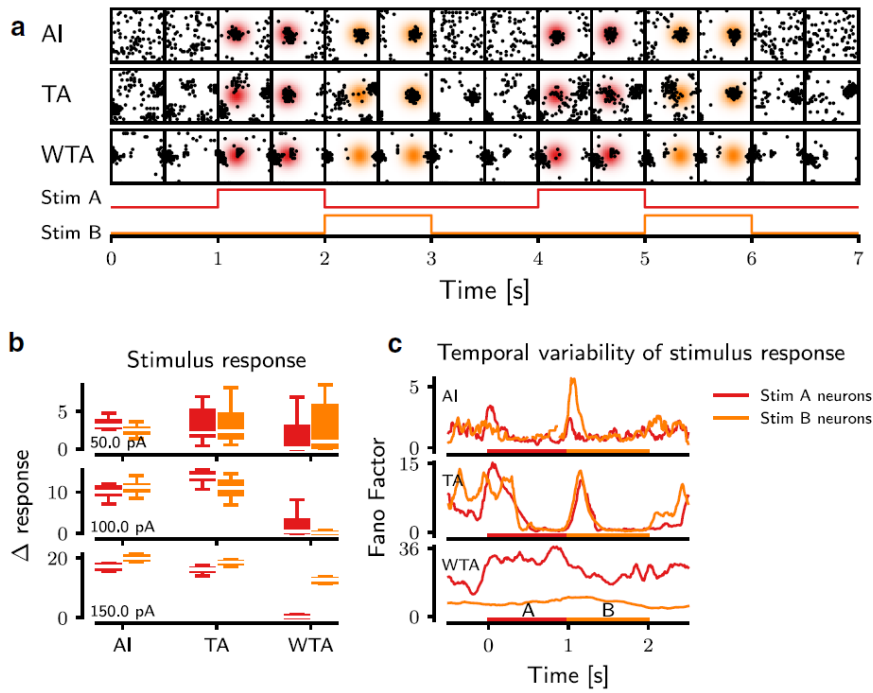 a
AI
TA
WTA
Stim A
Stim B
0 1 2 3 4 5 6 7
Time [s]
b
Stimulus response
Δ response
5
0
50.0 pA
10
0
100.0 pA
20
0
150.0 pA
AI TA WTA
c
Temporal variability of stimulus response
Stim A neurons
Stim B neurons
Fano Factor
5
0
AI
15
0
TA
36
0
WTA
A B
0 1 2
Time [s]